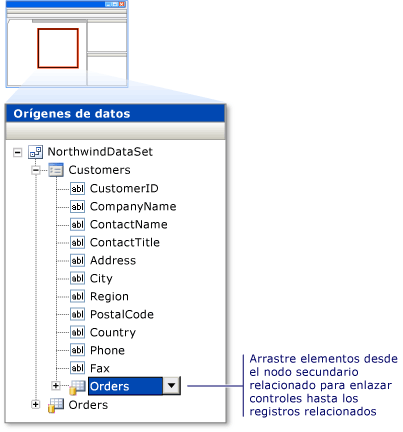 Orígenes de datos
NorthwindDataSet
Customers
abl CustomerID
abl CompanyName
abl ContactName
abl ContactTitle
abl Address
abl City
abl Region
abl PostalCode
abl Country
abl Phone
abl Fax
Orders
Orders
Arrastre elementos desde
el nodo secundario
relacionado para enlazar
controles hasta los
registros relacionados